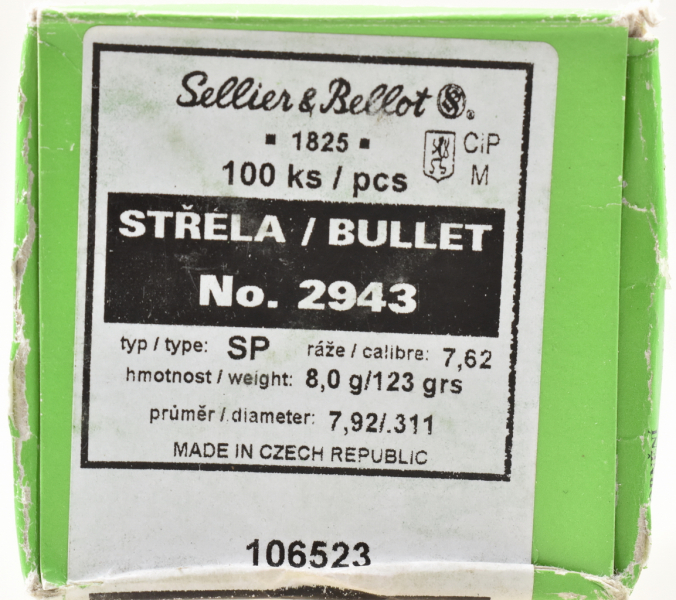 Sellier & Bellot ®
▪ 1825 ▪
CiP
M
100 ks / pcs
STŘELA / BULLET
No. 2943
typ / type: SP ráže / calibre: 7,62
hmotnost / weight: 8,0 g/123 grs
průměr / diameter: 7,92/.311
MADE IN CZECH REPUBLIC
106523